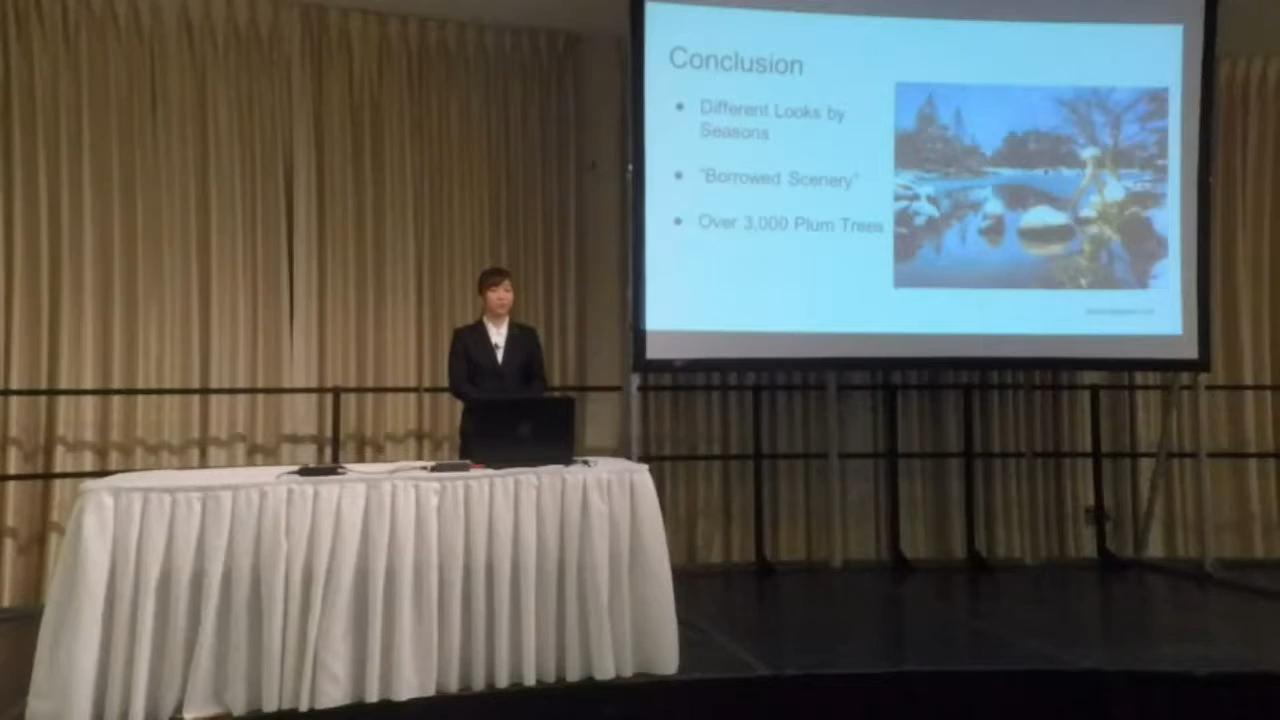 Conclusion
Different Looks by
Seasons
"Borrowed Scenery"
Over 3,000 Plum Trees